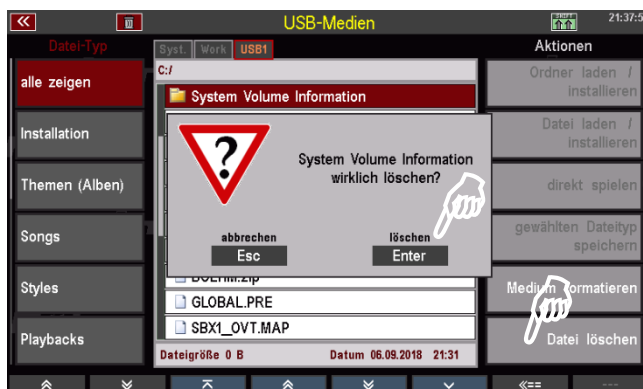 USB-Medien
21:37:5
Datei-Typ
Syst.
Work
USB1
Aktionen
C:/
alle zeigen
System Volume Information
Ordner laden /
installieren
Installation
Datei laden /
installieren
System Volume Information
wirklich löschen?
Themen (Alben)
direkt spielen
abbrechen
Esc
löschen
Enter
Songs
gewählten Dateityp
speichern
Styles
GLOBAL.PRE
Medium formatieren
SBX1_OVT.MAP
Playbacks
Dateigröße 0 B
Datum 06.09.2018 21:31
Datei löschen